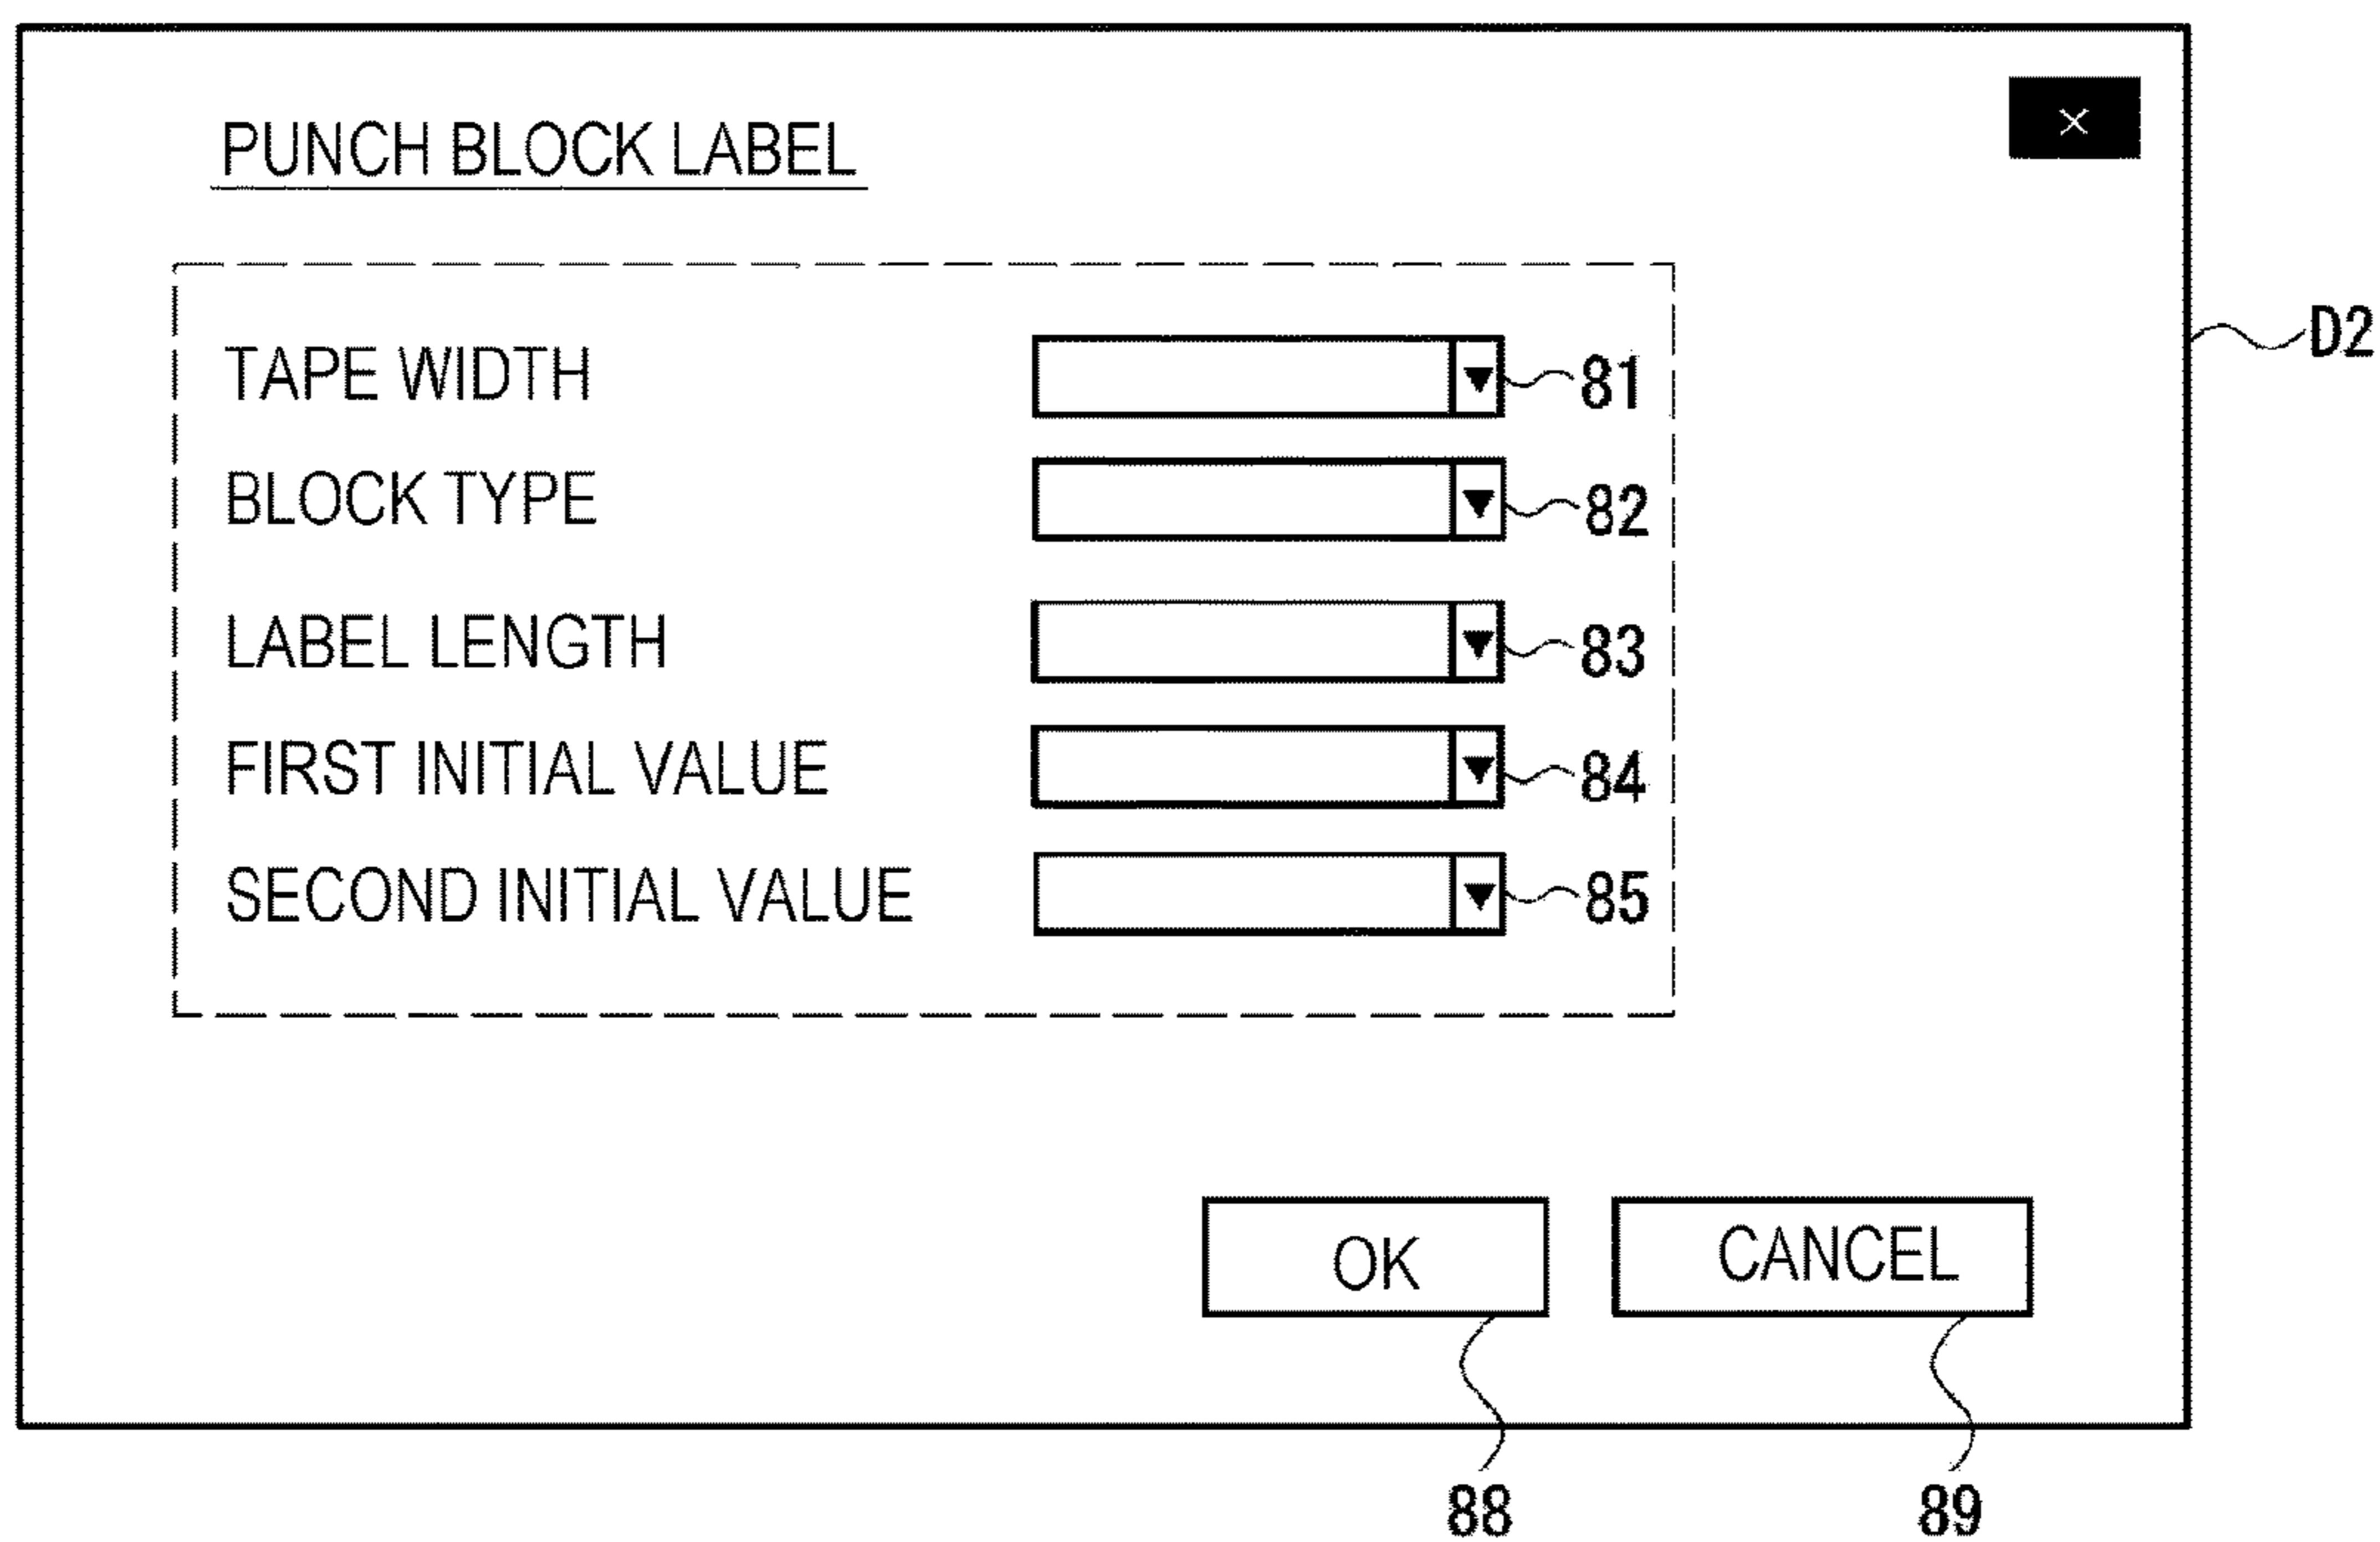 PUNCH BLOCK LABEL
×
D2
TAPE WIDTH 81
BLOCK TYPE 82
LABEL LENGTH 83
FIRST INITIAL VALUE 84
SECOND INITIAL VALUE 85
OK CANCEL
88 89